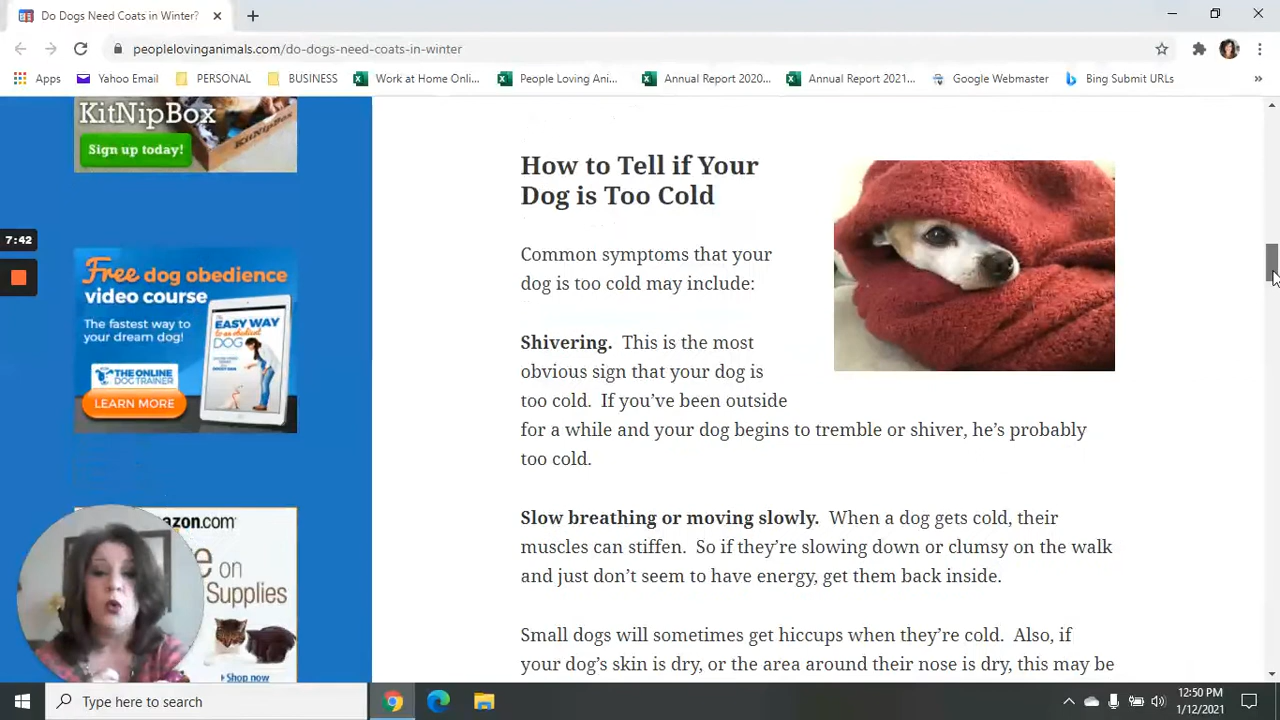 Do Dogs Need Coats in Winter?
peoplelovinganimals.com/do-dogs-need-coats-in-winter
Apps
Yahoo Email
PERSONAL
BUSINESS
Work at Home Onli...
People Loving Ani...
Annual Report 2020...
Annual Report 2021...
Google Webmaster
Bing Submit URLs
»
KitNipBox
KITNIPBOX
Sign up today!
7:42
Free dog obedience
video course
The fastest way to
your dream dog!
THE ONLINE
DOG TRAINER
LEARN MORE
THE
EASY WAY
to an obedient
DOG
azon.com
e on
Supplies
Shop now
How to Tell if Your
Dog is Too Cold
Common symptoms that your
dog is too cold may include:
Shivering. This is the most
obvious sign that your dog is
too cold. If you’ve been outside
for a while and your dog begins to tremble or shiver, he’s probably
too cold.
Slow breathing or moving slowly. When a dog gets cold, their
muscles can stiffen. So if they’re slowing down or clumsy on the walk
and just don’t seem to have energy, get them back inside.
Small dogs will sometimes get hiccups when they’re cold. Also, if
your dog’s skin is dry, or the area around their nose is dry, this may be
Type here to search
12:50 PM
1/12/2021